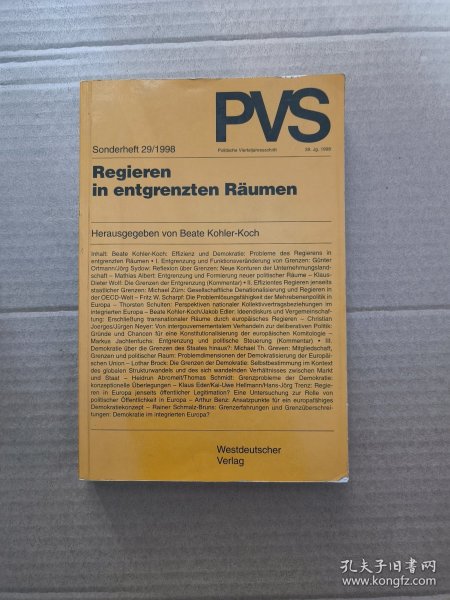 PVS
Sonderheft 29/1998
Politische Vierteljahresschrift
39. Jg. 1998
Regieren
in entgrenzten Räumen
Herausgegeben von Beate Kohler-Koch
Inhalt: Beate Kohler-Koch: Effizienz und Demokratie: Probleme des Regierens in
entgrenzten Räumen • I. Entgrenzung und Funktionsveränderung von Grenzen: Günter
Ortmann/Jörg Sydow: Reflexion über Grenzen: Neue Konturen der Unternehmungsland-
schaft – Mathias Albert: Entgrenzung und Formierung neuer politischer Räume – Klaus-
Dieter Wolf: Die Grenzen der Entgrenzung (Kommentar) • II. Effizientes Regieren jenseits
staatlicher Grenzen: Michael Zürn: Gesellschaftliche Denationalisierung und Regieren in
der OECD-Welt – Fritz W. Scharpf: Die Problemlösungsfähigkeit der Mehrebenenpolitik in
Europa – Thorsten Schulten: Perspektiven nationaler Kollektivvertragsbeziehungen im
integrierten Europa – Beate Kohler-Koch/Jakob Edler: Ideendiskurs und Vergemeinschaf-
tung: Erschließung transnationaler Räume durch europäisches Regieren – Christian
Joerges/Jürgen Neyer: Von intergouvernementalem Verhandeln zur deliberativen Politik:
Gründe und Chancen für eine Konstitutionalisierung der europäischen Komitologie –
Markus Jachtenfuchs: Entgrenzung und politische Steuerung (Kommentar) • III.
Demokratie über die Grenzen des Staates hinaus?: Michael Th. Greven: Mitgliedschaft,
Grenzen und politischer Raum: Problemdimensionen der Demokratisierung der Europäi-
schen Union – Lothar Brock: Die Grenzen der Demokratie: Selbstbestimmung im Kontext
des globalen Strukturwandels und des sich wandelnden Verhältnisses zwischen Markt
und Staat – Heidrun Abromeit/Thomas Schmidt: Grenzprobleme der Demokratie:
konzeptionelle Überlegungen – Klaus Eder/Kai-Uwe Hellmann/Hans-Jörg Trenz: Regie-
ren in Europa jenseits öffentlicher Legitimation? Eine Untersuchung zur Rolle von
politischer Öffentlichkeit in Europa – Arthur Benz: Ansatzpunkte für ein europafähiges
Demokratiekonzept – Rainer Schmalz-Bruns: Grenzerfahrungen und Grenzüberschrei-
tungen: Demokratie im integrierten Europa?
Westdeutscher
Verlag
孔夫子旧书网
www.kongfz.com